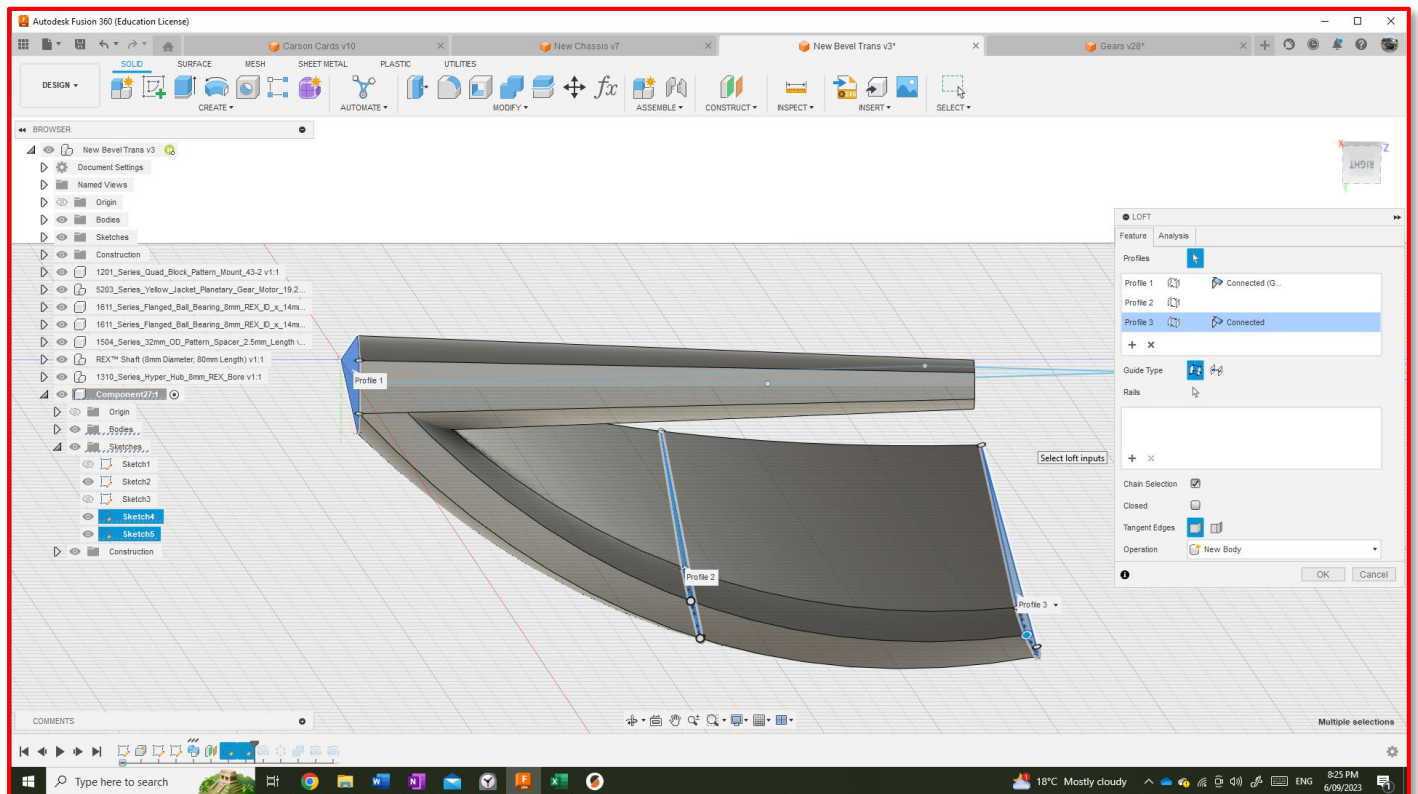 Autodesk Fusion 360 (Education License)
Carson Cards v10
New Chassis v7
New Bevel Trans v3*
Gears v28*
SOLID SURFACE MESH SHEET METAL PLASTIC UTILITIES
DESIGN
CREATE AUTOMATE MODIFY ASSEMBLE CONSTRUCT INSPECT INSERT SELECT
BROWSER
New Bevel Trans v3
Document Settings
Named Views
Origin
Bodies
Sketches
Construction
1201_Series_Quad_Block_Pattern_Mount_43-2 v1:1
5203_Series_Yellow_Jacket_Planetary_Gear_Motor_19.2...
1611_Series_Flanged_Ball_Bearing_8mm_REX_ID_x_14m...
1611_Series_Flanged_Ball_Bearing_8mm_REX_ID_x_14m...
1504_Series_32mm_OD_Pattern_Spacer_2.5mm_Length v...
REX™ Shaft (8mm Diameter, 80mm Length) v1:1
1310_Series_Hyper_Hub_8mm_REX_Bore v1:1
Component27:1
Origin
Bodies
Sketches
Sketch1
Sketch2
Sketch3
Sketch4
Sketch5
Construction
Profile 1
Profile 2
Profile 3
Select loft inputs
X
Z
RIGHT
LOFT
Feature Analysis
Profiles
Profile 1 Connected (G...
Profile 2
Profile 3 Connected
Guide Type
Rails
Chain Selection
Closed
Tangent Edges
Operation New Body
OK Cancel
COMMENTS
Multiple selections
Type here to search
18°C Mostly cloudy
ENG
8:25 PM
6/09/2023